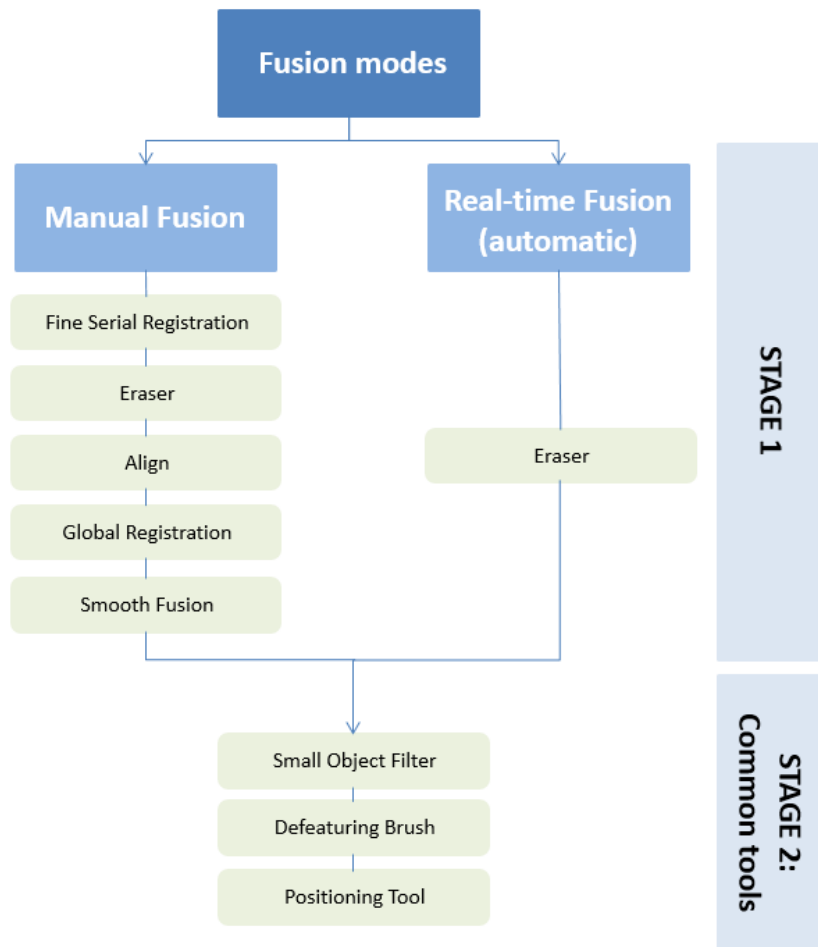 Fusion modes
Manual Fusion
Real-time Fusion
(automatic)
Fine Serial Registration
Eraser
Align
Global Registration
Smooth Fusion
Eraser
STAGE 1
Small Object Filter
Defeaturing Brush
Positioning Tool
STAGE 2:
Common tools